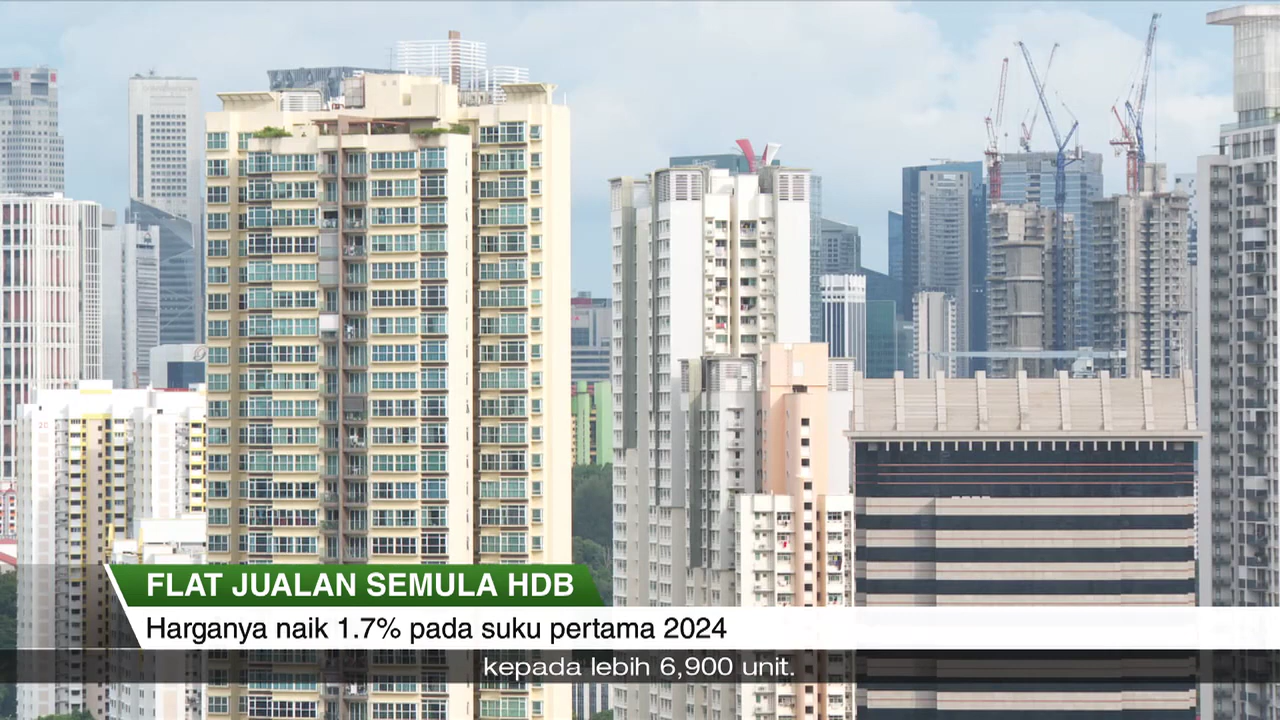 FLAT JUALAN SEMULA HDB
Harganya naik 1.7% pada suku pertama 2024
kepada lebih 6,900 unit.